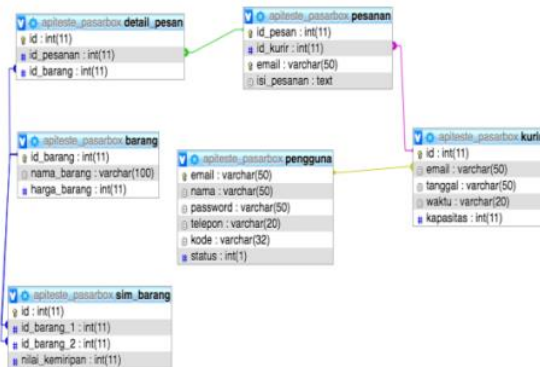 apiteste_pasarbox detail_pesan
id : int(11)
id_pesanan : int(11)
id_barang : int(11)
apiteste_pasarbox pesanan
id_pesan : int(11)
id_kurir : int(11)
email : varchar(50)
isi_pesanan : text
apiteste_pasarbox barang
id_barang : int(11)
nama_barang : varchar(100)
harga_barang : int(11)
apiteste_pasarbox pengguna
email : varchar(50)
nama : varchar(50)
password : varchar(50)
telepon : varchar(20)
kode : varchar(32)
status : int(1)
apiteste_pasarbox kurir
id : int(11)
email : varchar(50)
tanggal : varchar(50)
waktu : varchar(20)
kapasitas : int(11)
apiteste_pasarbox sim_barang
id : int(11)
id_barang_1 : int(11)
id_barang_2 : int(11)
nilai_kemiripan : int(11)